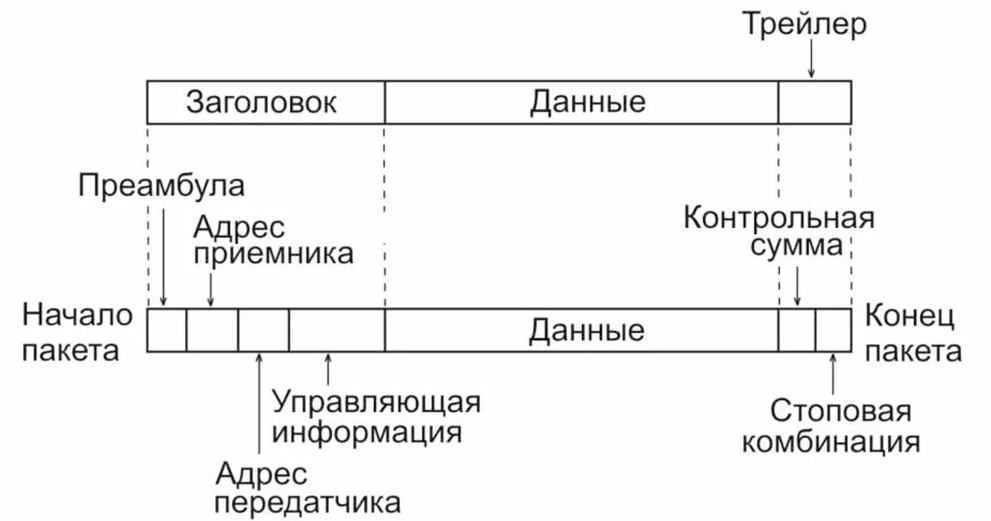 Трейлер
Заголовок
Данные
Преамбула
Адрес
приемника
Контрольная
сумма
Начало
пакета
Данные
Конец
пакета
Управляющая
информация
Адрес
передатчика
Стоповая
комбинация